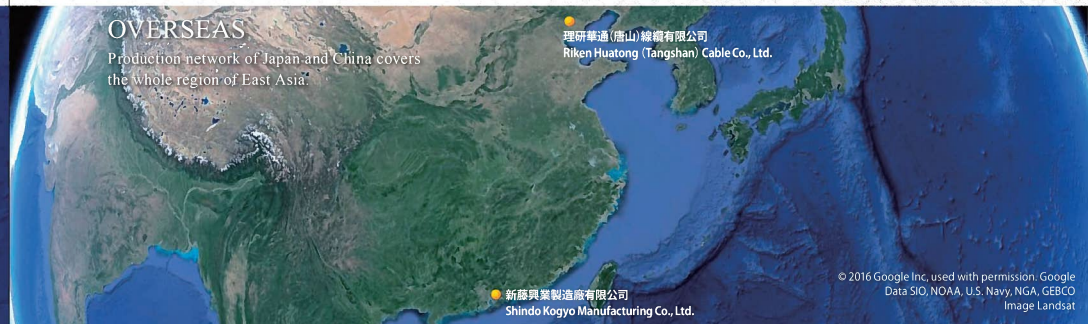 OVERSEAS
Production network of Japan and China covers
the whole region of East Asia.
理研華通(唐山)線纜有限公司
Riken Huatong (Tangshan) Cable Co., Ltd.
新藤興業製造廠有限公司
Shindo Kogyo Manufacturing Co., Ltd.
© 2016 Google Inc, used with permission. Google
Data SIO, NOAA, U.S. Navy, NGA, GEBCO
Image Landsat